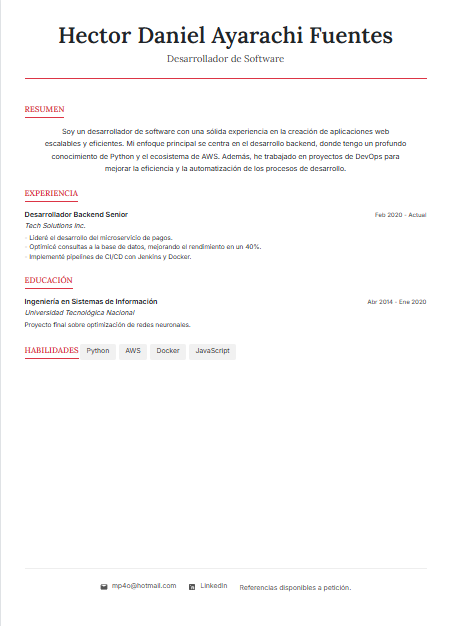 Hector Daniel Ayarachi Fuentes
Desarrollador de Software
RESUMEN
Soy un desarrollador de software con una sólida experiencia en la creación de aplicaciones web
escalables y eficientes. Mi enfoque principal se centra en el desarrollo backend, donde tengo un profundo
conocimiento de Python y el ecosistema de AWS. Además, he trabajado en proyectos de DevOps para
mejorar la eficiencia y la automatización de los procesos de desarrollo.
EXPERIENCIA
Desarrollador Backend Senior Feb 2020 - Actual
Tech Solutions Inc.
· Lideré el desarrollo del microservicio de pagos.
· Optimicé consultas a la base de datos, mejorando el rendimiento en un 40%.
· Implementé pipelines de CI/CD con Jenkins y Docker.
EDUCACIÓN
Ingeniería en Sistemas de Información Abr 2014 - Ene 2020
Universidad Tecnológica Nacional
Proyecto final sobre optimización de redes neuronales.
HABILIDADES Python AWS Docker JavaScript
mp4o@hotmail.com LinkedIn Referencias disponibles a petición.